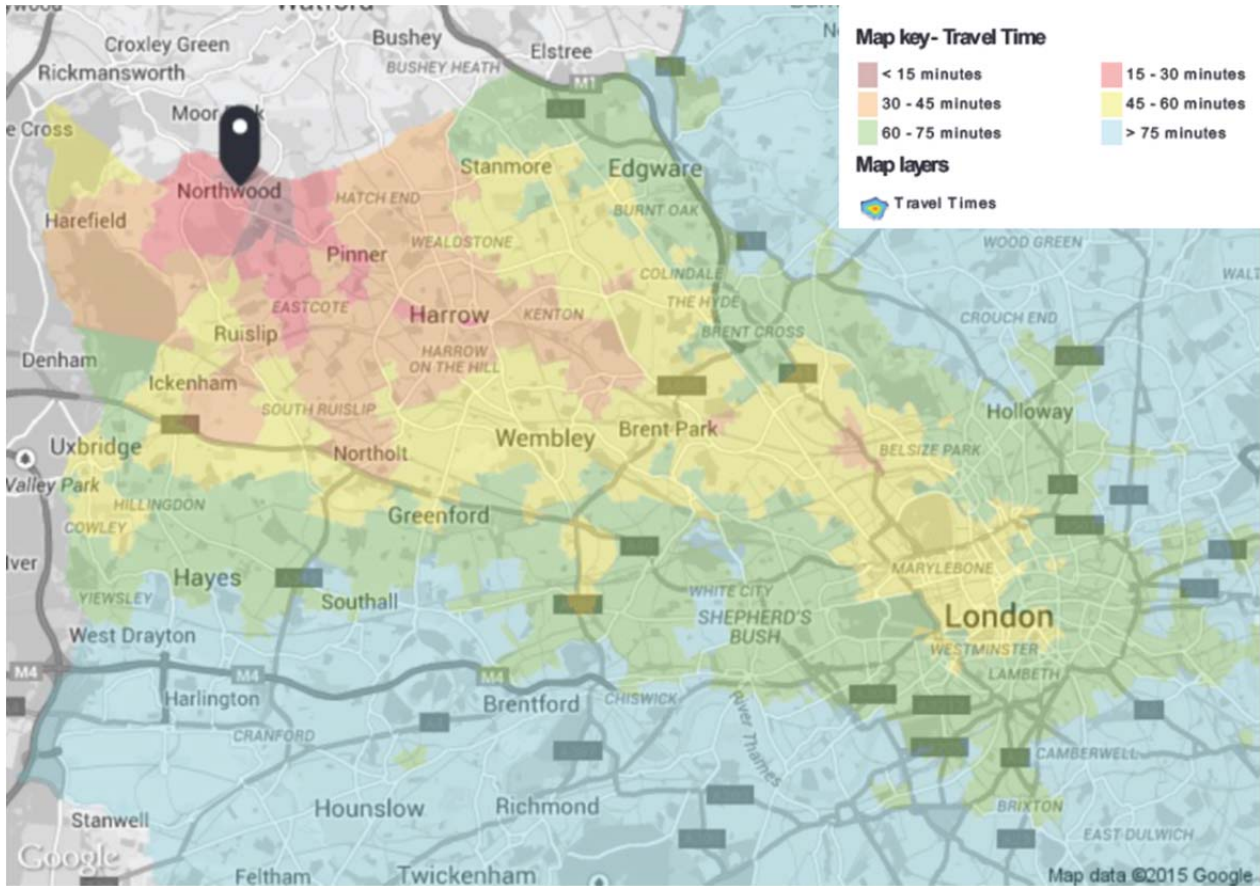 Watford
Croxley Green
Bushey
Elstree
BUSHEY HEATH
Rickmansworth
M1
Moor
e Cross
Northwood
Stanmore
Edgware
HATCH END
BURNT OAK
Harefield
WEALDSTONE
Pinner
COLINDALE
EASTCOTE
Harrow
KENTON
THE HYDE
Ruislip
BRENT CROSS
CROUCH END
WOOD GREEN
WALT
Denham
HARROW
ON THE HILL
Ickenham
SOUTH RUISLIP
Holloway
Uxbridge
Northolt
Wembley
Brent Park
BELSIZE PARK
Valley Park
HILLINGDON
Greenford
COWLEY
MARYLEBONE
Hayes
YIEWSLEY
Southall
WHITE CITY
SHEPHERD'S
BUSH
London
West Drayton
WESTMINSTER
LAMBETH
M4
M4
M4
Harlington
Brentford
CHISWICK
River Thames
CRANFORD
CAMBERWELL
Hounslow
Richmond
BRIXTON
Stanwell
EAST DULWICH
Google
Feltham
Twickenham
Map data ©2015 Google
Map key - Travel Time
< 15 minutes
15 - 30 minutes
30 - 45 minutes
45 - 60 minutes
60 - 75 minutes
> 75 minutes
Map layers
Travel Times